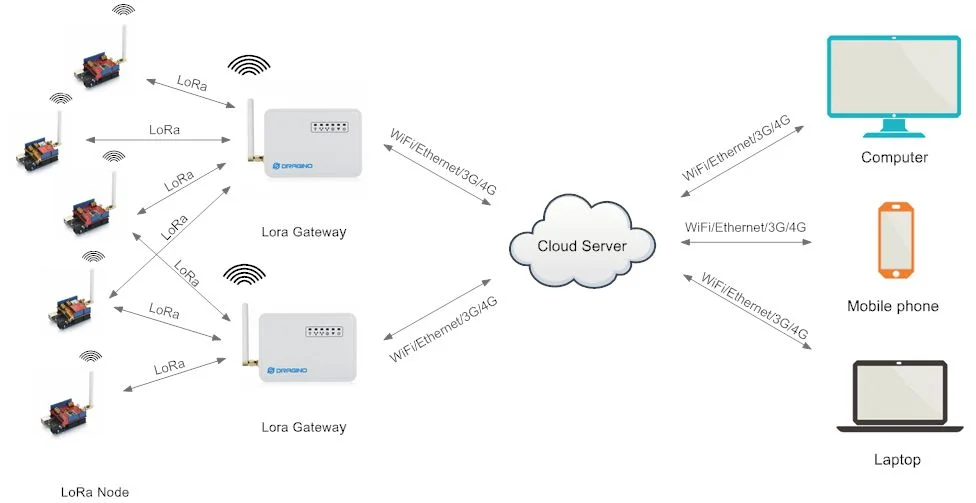 LoRa
LoRa
LoRa
LoRa
LoRa
LoRa
LoRa
LoRa Node
DRAGINO
Lora Gateway
DRAGINO
Lora Gateway
WiFi/Ethernet/3G/4G
WiFi/Ethernet/3G/4G
Cloud Server
WiFi/Ethernet/3G/4G
WiFi/Ethernet/3G/4G
WiFi/Ethernet/3G/4G
Computer
Mobile phone
Laptop